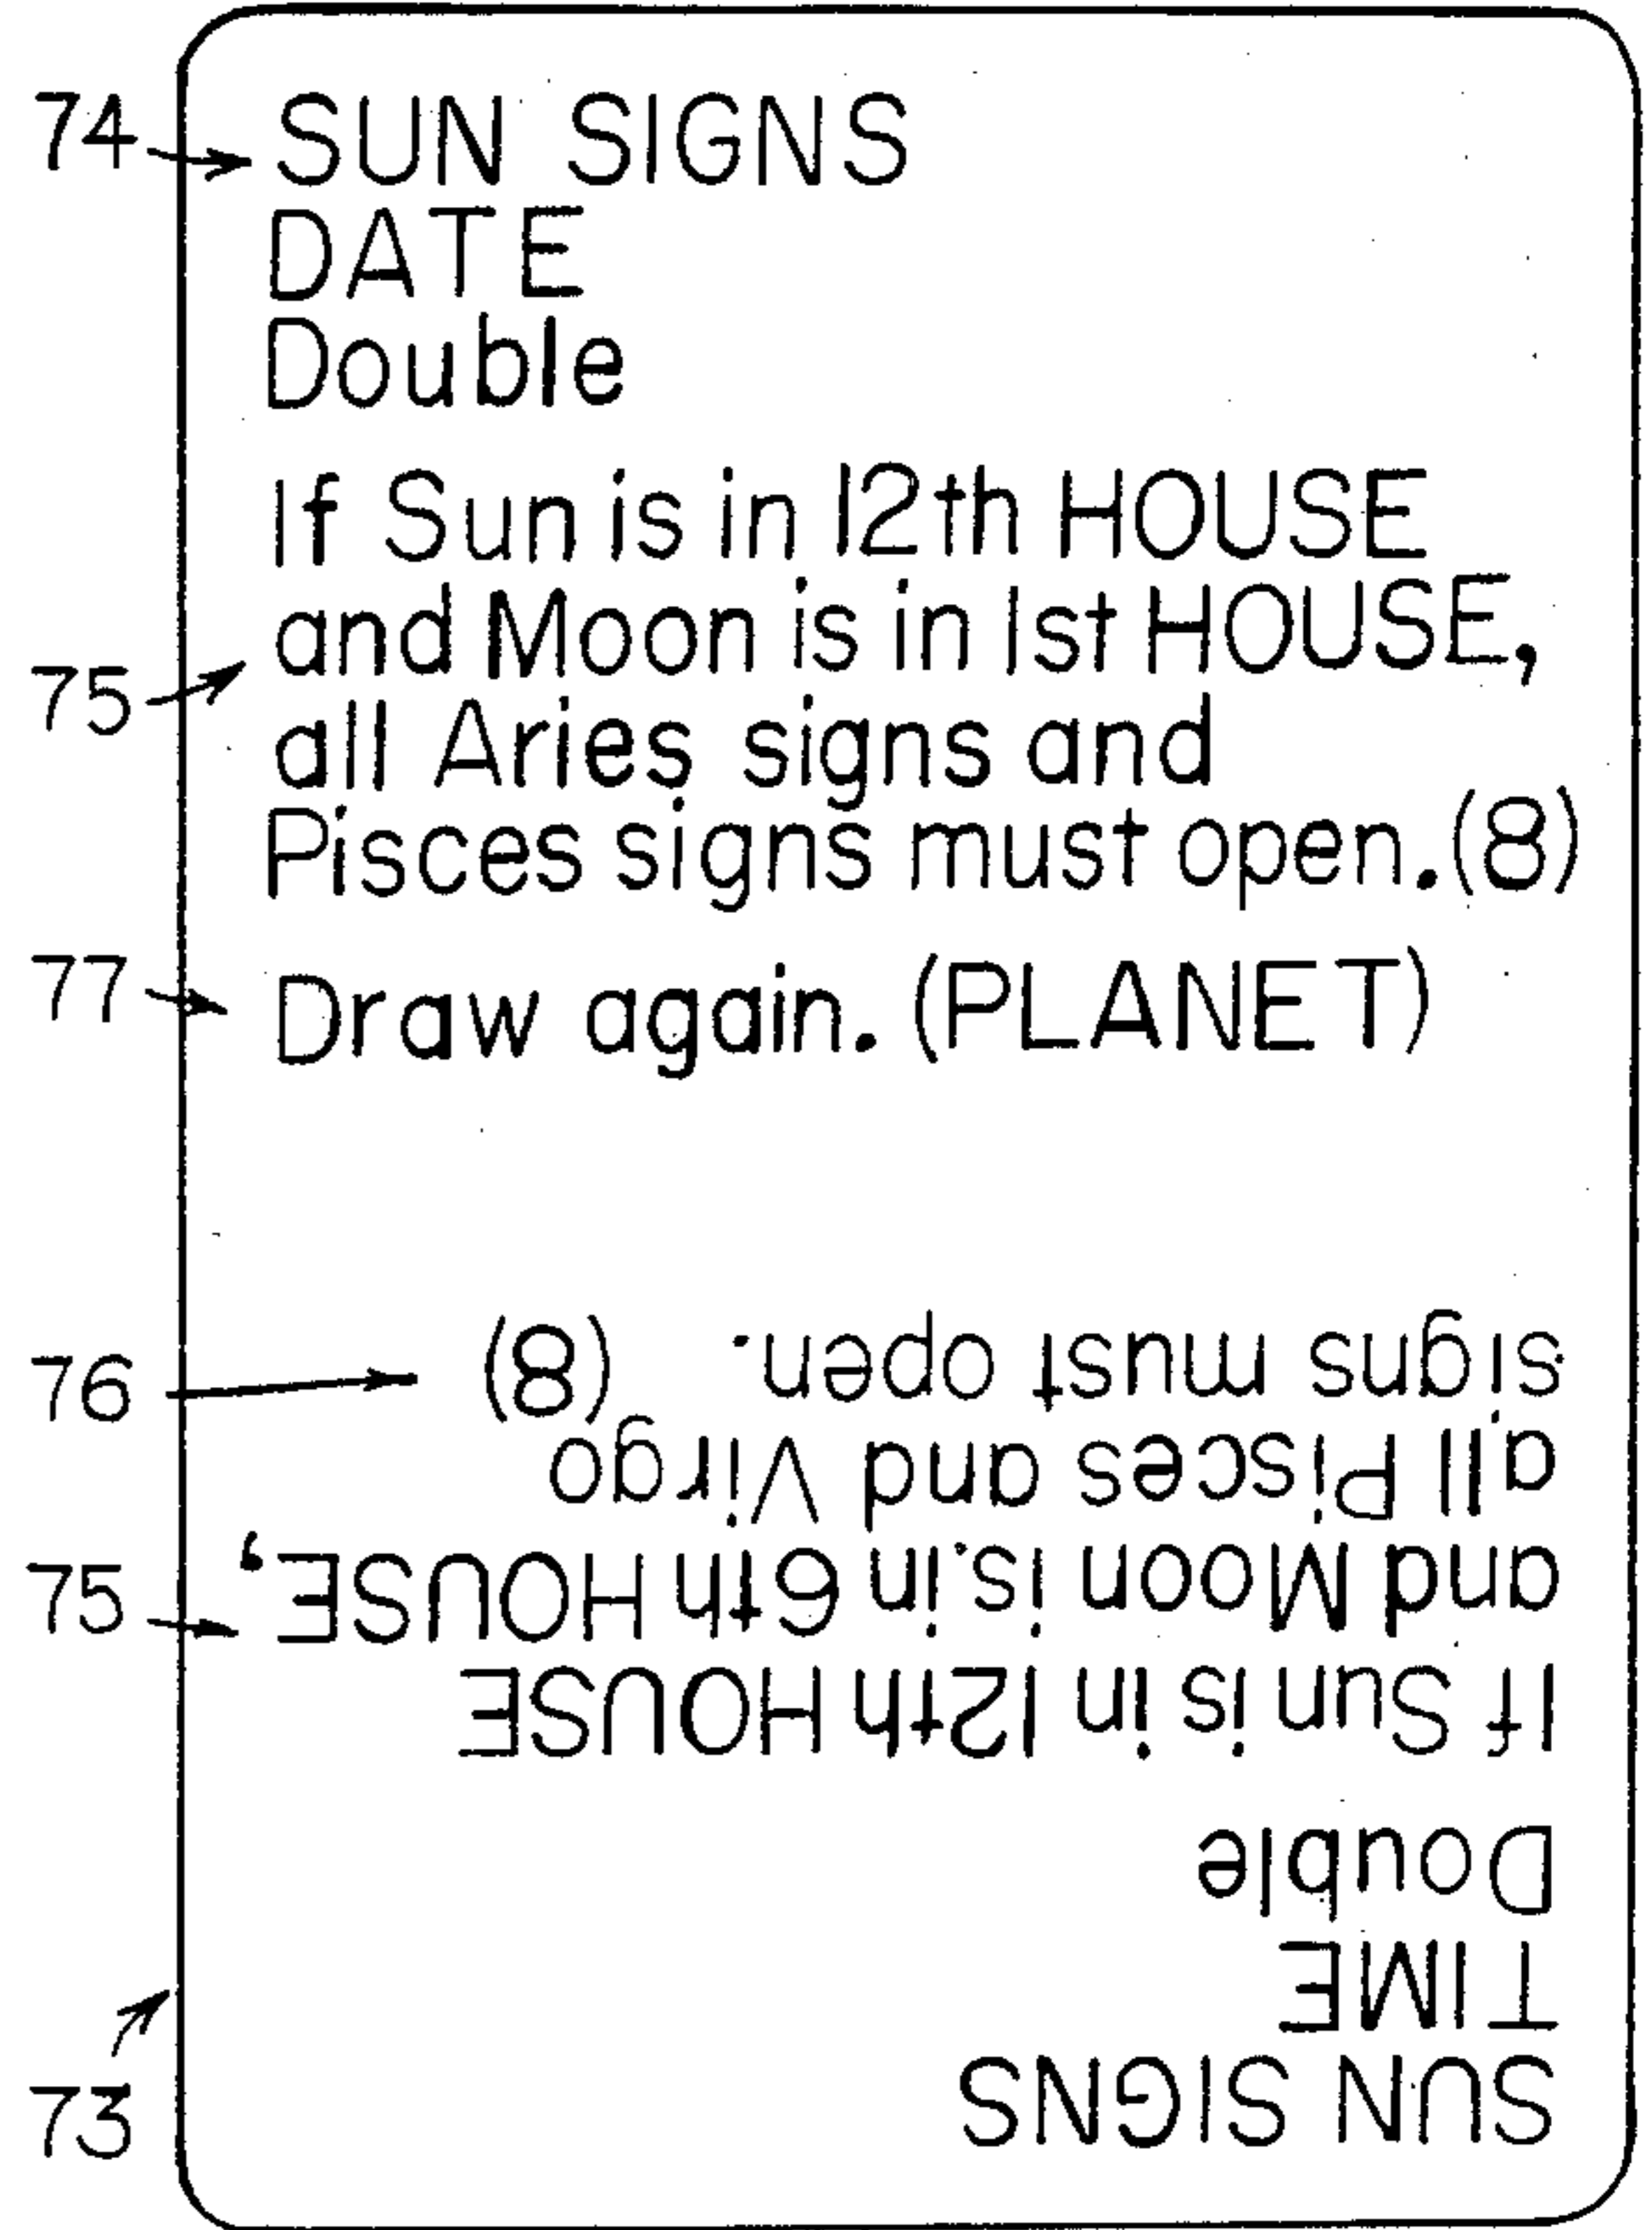 74 SUN SIGNS
DATE
Double
If Sun is in 12th HOUSE
and Moon is in 1st HOUSE,
75
all Aries signs and
Pisces signs must open.(8)
77 Draw again. (PLANET)
SUN SIGNS
TIME
Double
If Sun is in 12th HOUSE
and Moon is in 6th HOUSE,
75
all Pisces and Virgo
signs must open. (8)
76
73